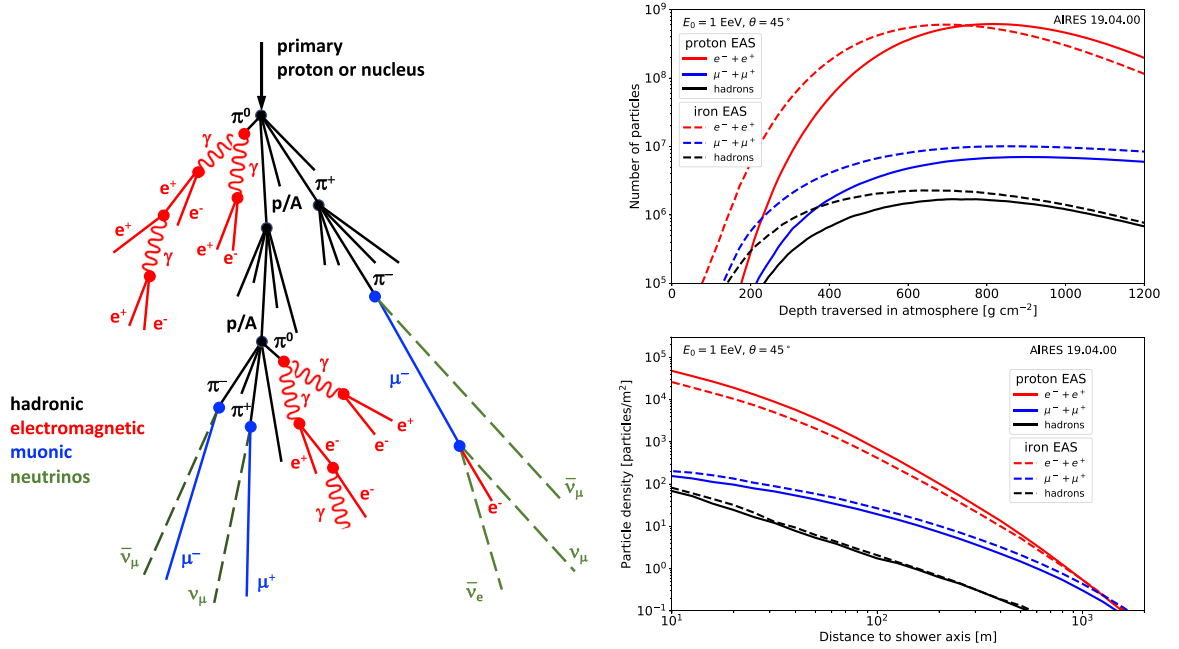 primary
proton or nucleus
π⁰
γ
γ
e⁺
e⁻
e⁺
e⁻
γ
e⁺
e⁻
p/A
π⁺
π⁻
p/A
π⁰
π⁻
π⁺
γ
γ
μ⁻
e⁺
e⁻
e⁻
e⁺
e⁻
γ
e⁻
hadronic
electromagnetic
muonic
neutrinos
ν̄μ
μ⁻
νμ
μ⁺
ν̄μ
νμ
ν̄e
E₀ = 1 EeV, θ = 45°
AIRES 19.04.00
proton EAS
e⁻ + e⁺
μ⁻ + μ⁺
hadrons
iron EAS
e⁻ + e⁺
μ⁻ + μ⁺
hadrons
Number of particles
10⁹
10⁸
10⁷
10⁶
10⁵
0 200 400 600 800 1000 1200
Depth traversed in atmosphere [g cm⁻²]
E₀ = 1 EeV, θ = 45°
AIRES 19.04.00
proton EAS
e⁻ + e⁺
μ⁻ + μ⁺
hadrons
iron EAS
e⁻ + e⁺
μ⁻ + μ⁺
hadrons
Particle density [particles/m²]
10⁵
10⁴
10³
10²
10¹
10⁰
10⁻¹
10¹ 10² 10³
Distance to shower axis [m]